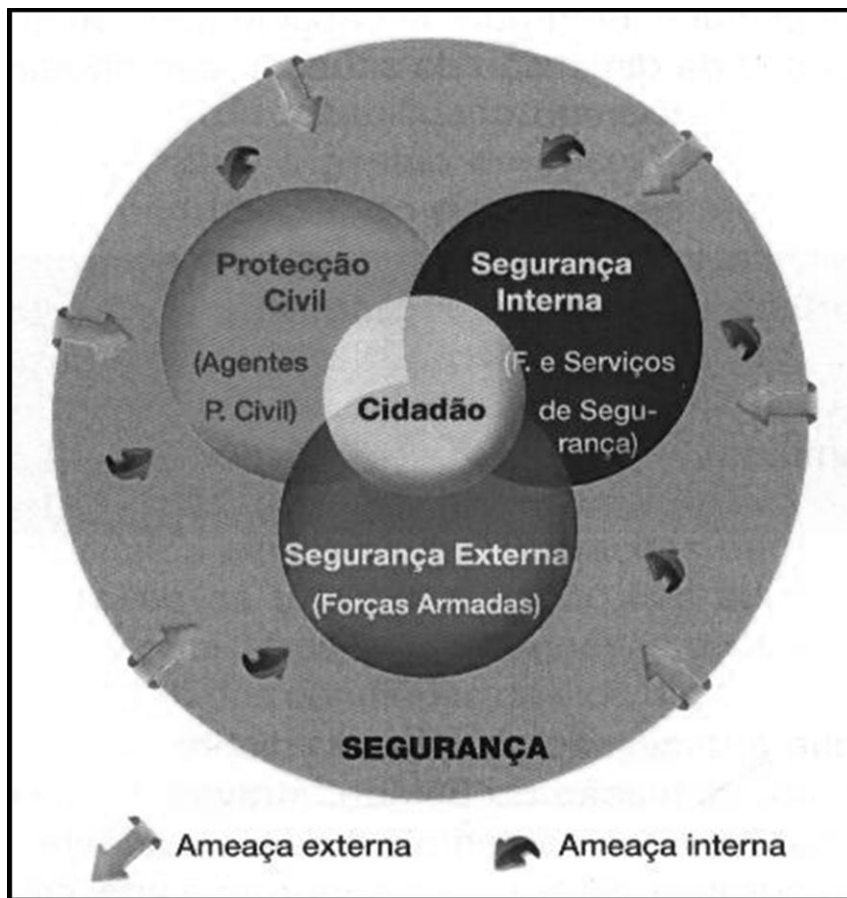 Protecção
Civil
(Agentes
P. Civil)
Segurança
Interna
(F. e Serviços
de Segu-
rança)
Cidadão
Segurança Externa
(Forças Armadas)
SEGURANÇA
Ameaça externa
Ameaça interna